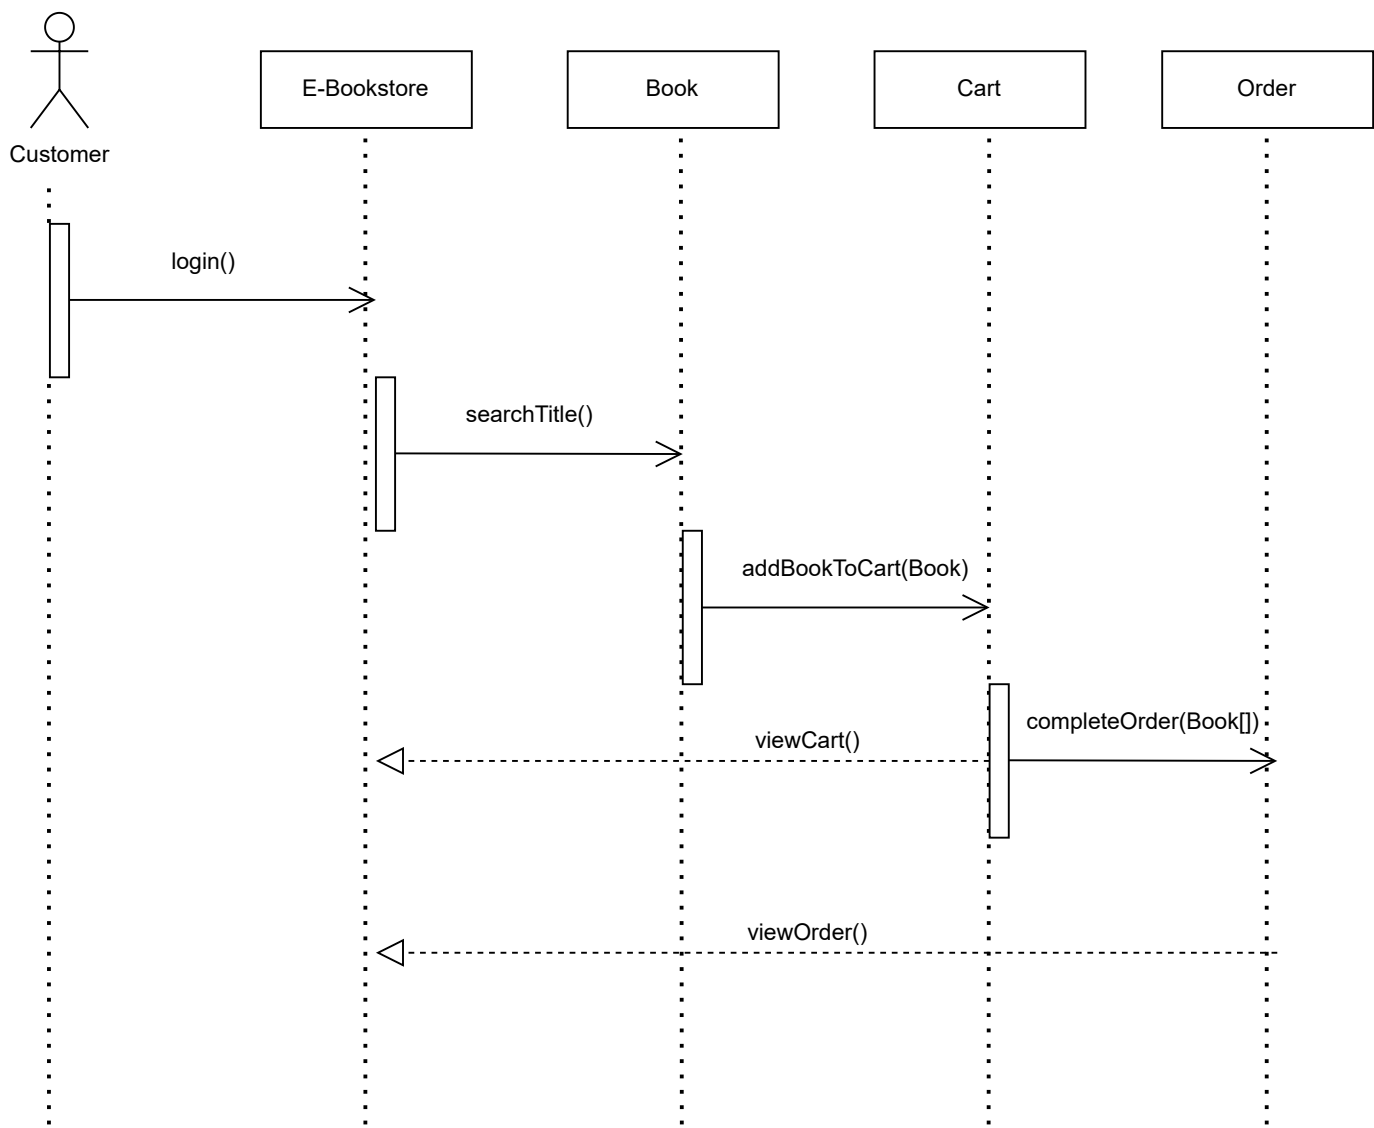 Customer
E-Bookstore
Book
Cart
Order
login()
searchTitle()
addBookToCart(Book)
completeOrder(Book[])
viewCart()
viewOrder()